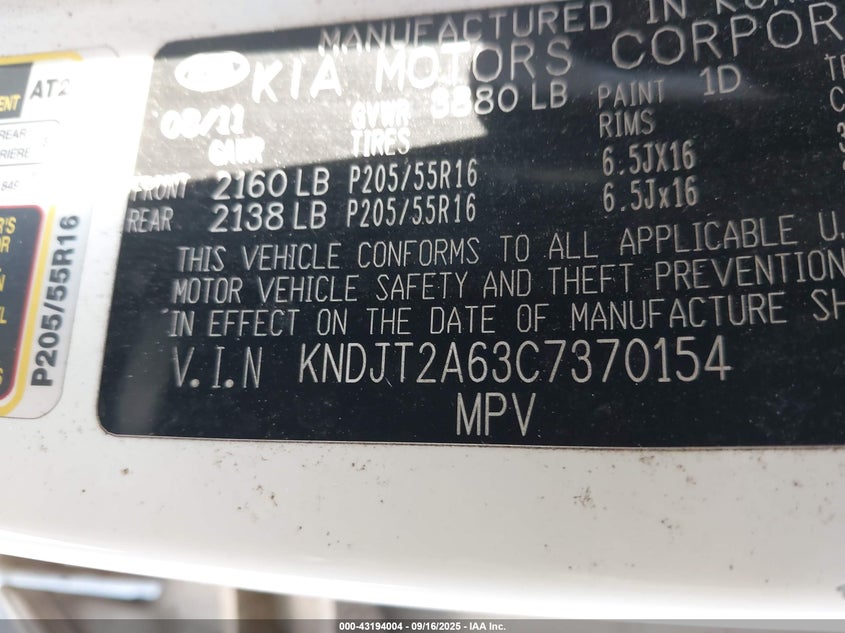 MANUFACTURED IN
KIA MOTORS
08/11 GVWR 3880 LB PAINT 1D
GAWR TIRES RIMS
FRONT 2160 LB P205/55R16 6.5JX16
REAR 2138 LB P205/55R16 6.5Jx16
THIS VEHICLE CONFORMS TO ALL APPLICABLE U.
MOTOR VEHICLE SAFETY AND THEFT PREVENTION
IN EFFECT ON THE DATE OF MANUFACTURE SH
V.I.N KNDJT2A63C7370154
MPV
AT2
REAR
P205/55R16
000-43194004 - 09/16/2025 - IAA Inc.